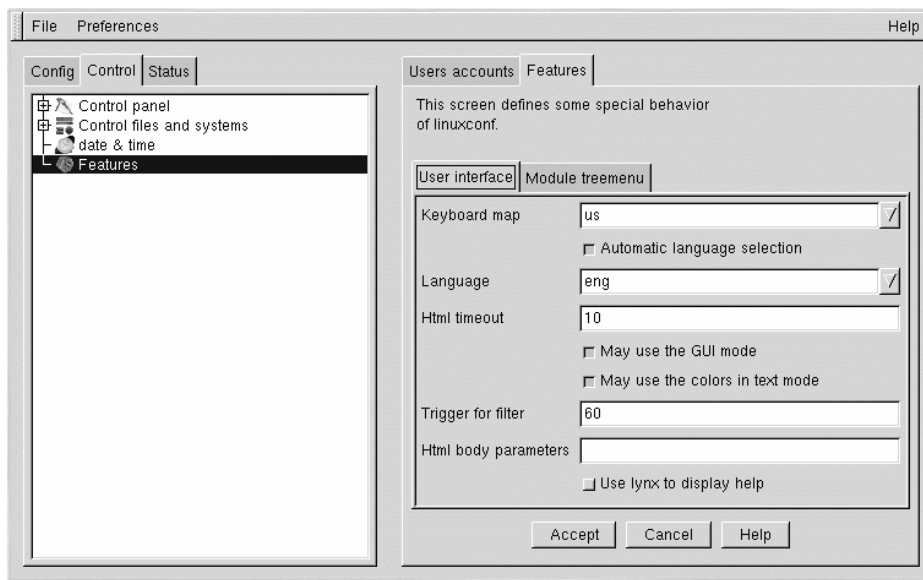 File Preferences Help
Config Control Status
Control panel
Control files and systems
date & time
Features
Users accounts Features
This screen defines some special behavior
of linuxconf.
User interface Module treemenu
Keyboard map us
Automatic language selection
Language eng
Html timeout 10
May use the GUI mode
May use the colors in text mode
Trigger for filter 60
Html body parameters
Use lynx to display help
Accept Cancel Help